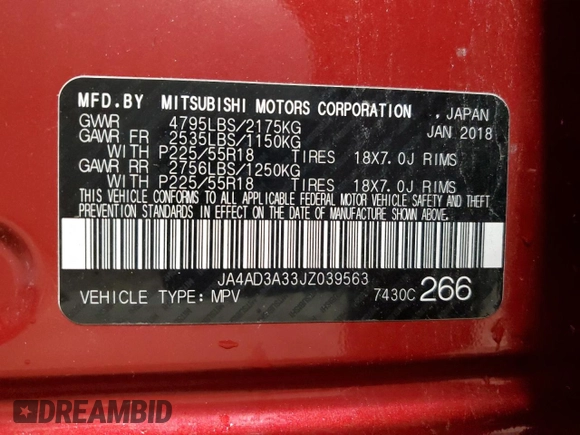 MFD.BY MITSUBISHI MOTORS CORPORATION , JAPAN
GVWR 4795LBS/2175KG JAN 2018
GAWR FR 2535LBS/1150KG
WITH P225/55R18 TIRES 18X7.0J RIMS
GAWR RR 2756LBS/1250KG
WITH P225/55R18 TIRES 18X7.0J RIMS
THIS VEHICLE CONFORMS TO ALL APPLICABLE FEDERAL MOTOR VEHICLE SAFETY AND THEFT
PREVENTION STANDARDS IN EFFECT ON THE DATE OF MANUFACTURE SHOWN ABOVE.
JA4AD3A33JZ039563
VEHICLE TYPE: MPV 7430C 266
DREAMBID